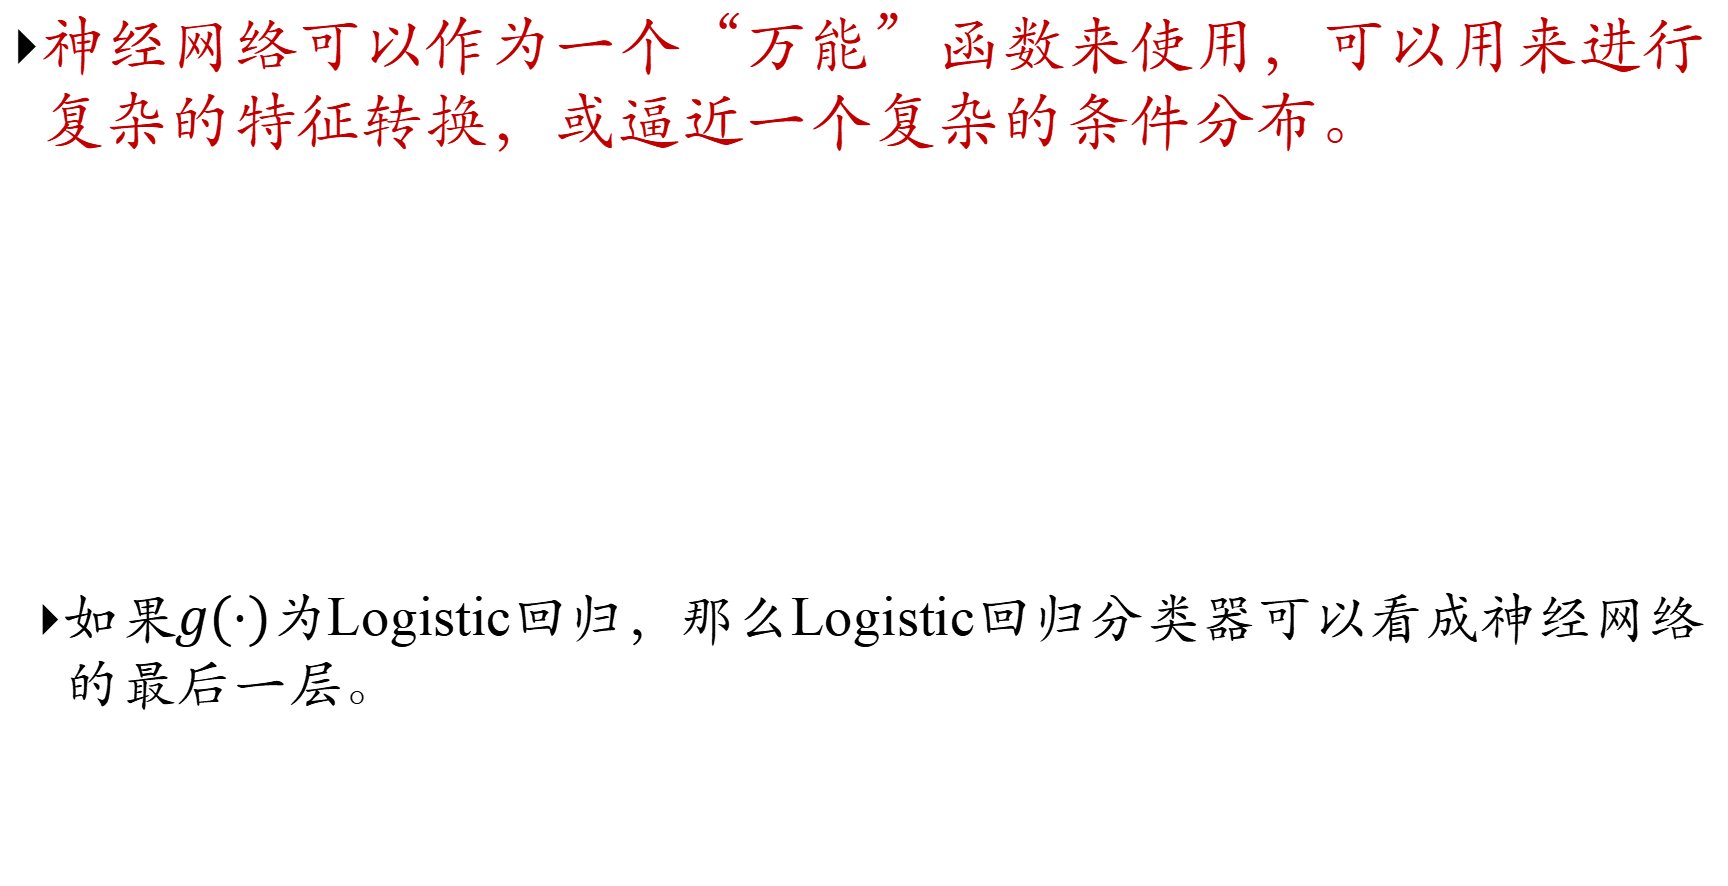 神经网络可以作为一个“万能”函数来使用，可以用来进行
复杂的特征转换，或逼近一个复杂的条件分布。
如果g(·)为Logistic回归，那么Logistic回归分类器可以看成神经网络
的最后一层。